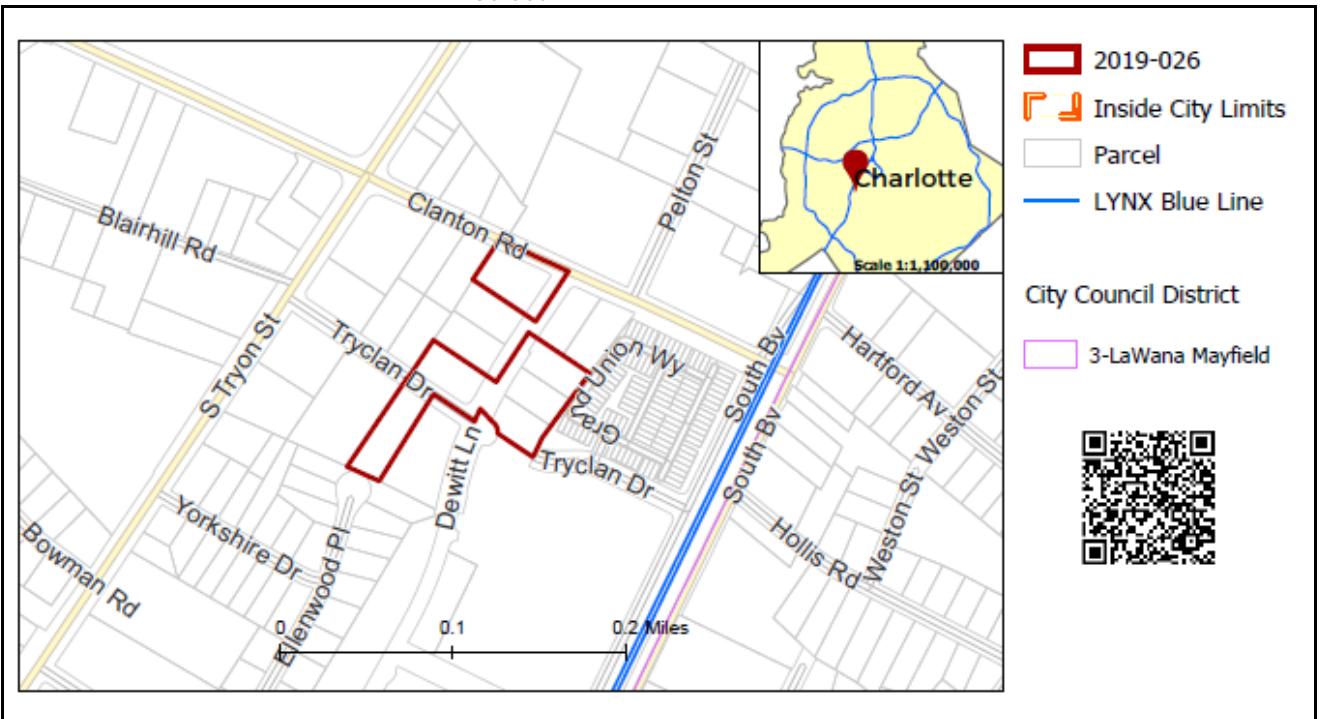 2019-026
Inside City Limits
Parcel
LYNX Blue Line
City Council District
3-LaWana Mayfield
Charlotte
Scale 1:1,100,000
Pelton St
Clanton Rd
Blairhill Rd
Tryclan Dr
S Tryon St
Grand Union Wy
South Bv
South Bv
Hartford Av
Weston St
Weston St
Tryclan Dr
Dewitt Ln
Yorkshire Dr
Bowman Rd
Ellenwood Pl
Hollis Rd
0
0.1
0.2 Miles